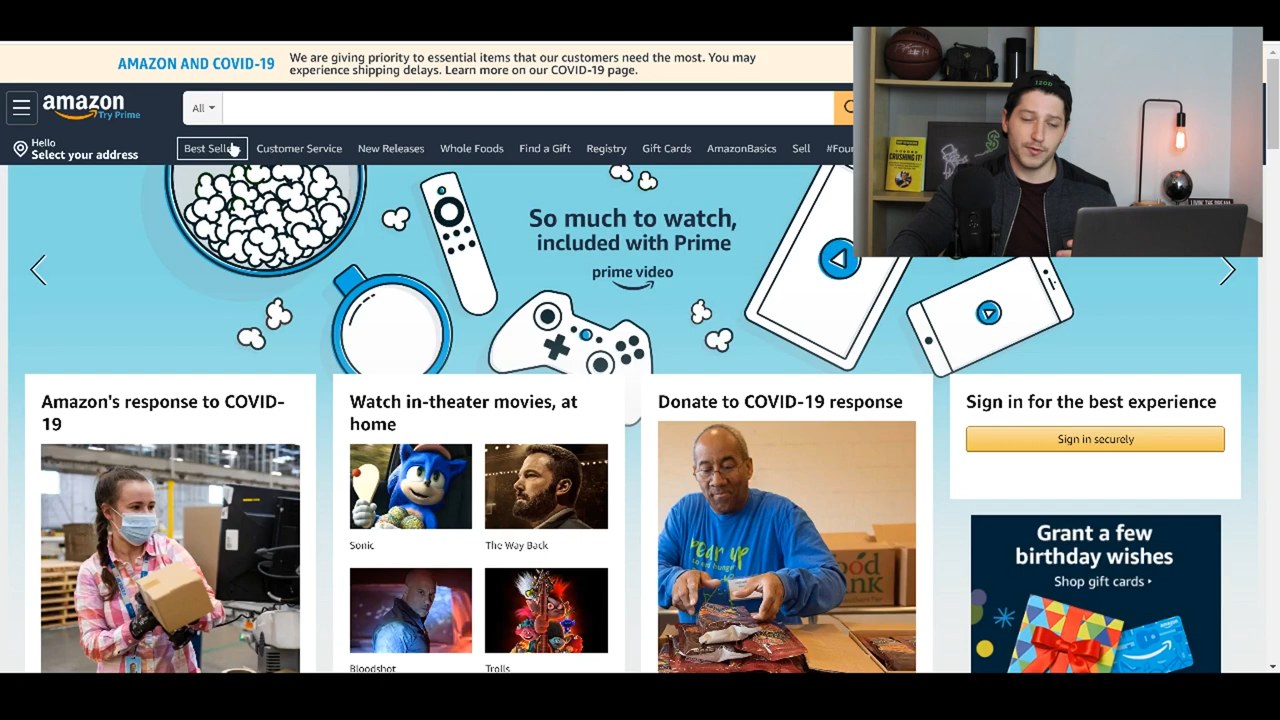 AMAZON AND COVID-19
We are giving priority to essential items that our customers need the most. You may
experience shipping delays. Learn more on our COVID-19 page.
amazon
Try Prime
All
Hello
Select your address
Best Sellers
Customer Service
New Releases
Whole Foods
Find a Gift
Registry
Gift Cards
AmazonBasics
Sell
#Four
IZOD
CRUSHING IT!
So much to watch,
included with Prime
prime video
Amazon's response to COVID-
19
Watch in-theater movies, at
home
Sonic
The Way Back
Bloodshot
Trolls
Donate to COVID-19 response
Sign in for the best experience
Sign in securely
Grant a few
birthday wishes
Shop gift cards